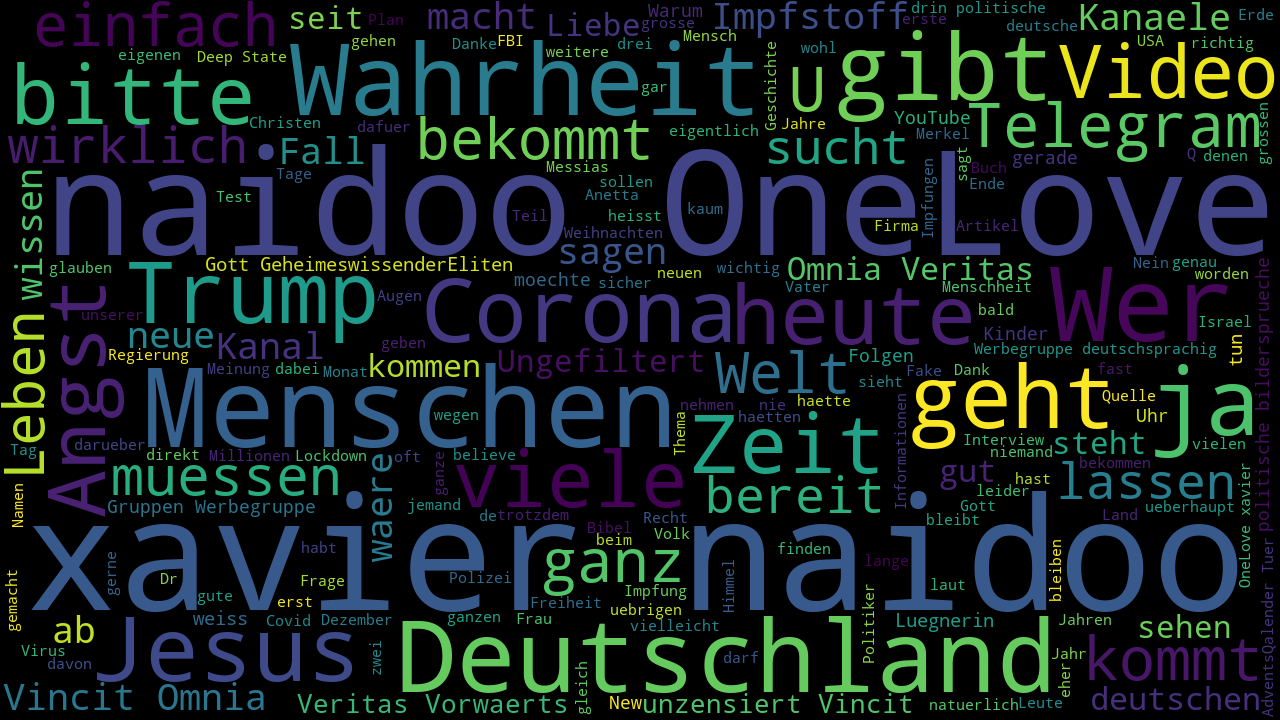 einfach seit macht Liebe Warum grosse Impfstoff erste drin politische deutsche Kanaele Erde
Plan gehen Danke FBI weitere drei Mensch Geschichte wohl USA richtig
eigenen Deep State gar
bitte Wahrheit U gibt Video
Christen dafuer bekommt eigentlich Jahre YouTube Merkel Telegram grossen
wirklich Fall Messias sucht sagt gerade Q denen
Tage sollen Impfungen Buch Ende
wissen Test naidoo OneLove
Teil Anetta heisst kaum Firma Artikel
Weihnachten
glauben Gott GeheimeswissenderEliten sagen neuen wichtig Omnia Veritas Nein genau
moechte sicher Vater Menschheit worden
unserer Trump Augen Corona heute bald Wer Israel
Leben Angst neue geben Kinder
Regierung Kanal kommen Ungefiltert Welt Folgen Werbegruppe deutschsprachig tun
Meinung dabei Monat sieht Fake Dank fast
Menschen nehmen nie haette geht Quelle ja
wegen Thema haetten Zeit Uhr
Tag darueber direkt Millionen Lockdown oft believe Informationen Interview steht vielen
niemand
muessen waere ganze viele gut bekommen lassen
Namen Gruppen Werbegruppe jemand bereit leider hast ueberhaupt politische bildersprueche
de trotzdem Recht Gott Land
Bibel Volk bleibt
xavier naidoo
gerne habt beim ganz finden lange bleiben OneLove xavier
gemacht Dr Frage Polizei Impfung Himmel laut
gute erst Freiheit uebrigen
weiss Covid Dezember ganzen Frau vielleicht Politiker Luegnerin Jahren sehen
ab
Virus davon Jesus zwei Deutschland darf Jahr kommt
eher
Vincit Omnia Veritas Vorwaerts gleich New unzensiert Vincit natuerlich Leute deutschen AdventsQalender Tuer